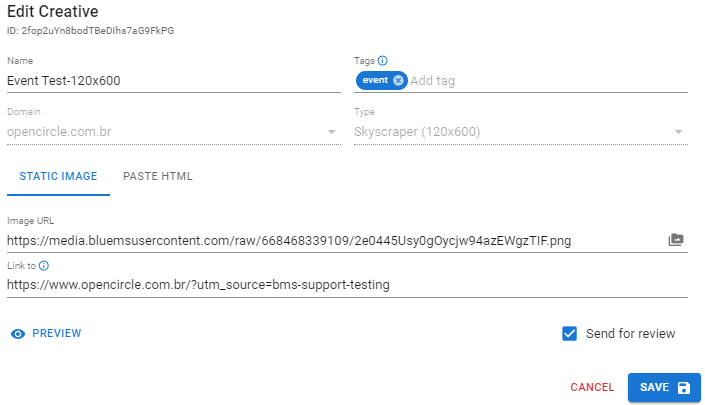 Edit Creative
ID: 2fop2uYn8bodTBeDIhs7aG9FkPG
Name
Tags
Event Test-120x600
event
Add tag
Domain
Type
opencircle.com.br
Skyscraper (120x600)
STATIC IMAGE
PASTE HTML
Image URL
https://media.bluemsusercontent.com/raw/668468339109/2e0445Usy0gOycjw94azEWgzTIF.png
Link to
https://www.opencircle.com.br/?utm_source=bms-support-testing
PREVIEW
Send for review
CANCEL
SAVE